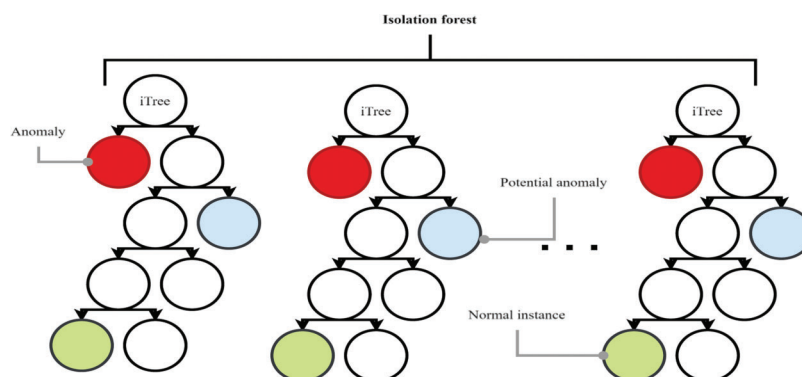 Isolation forest
iTree
iTree
iTree
Anomaly
Potential anomaly
Normal instance